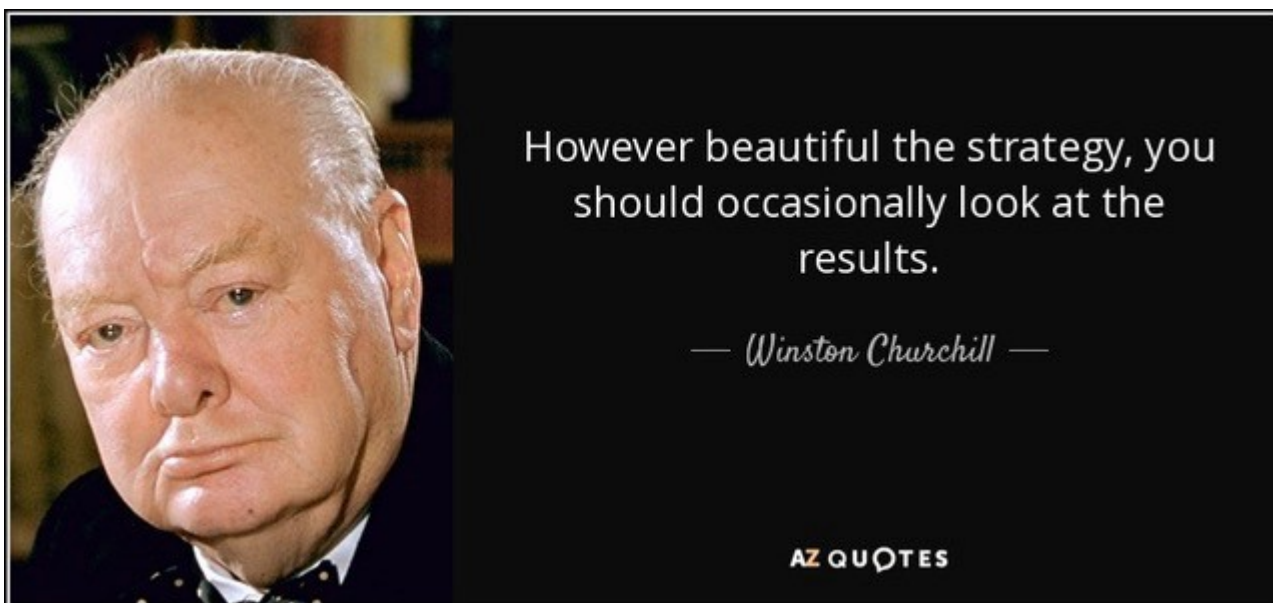 However beautiful the strategy, you
should occasionally look at the
results.
Winston Churchill
AZ QUOTES